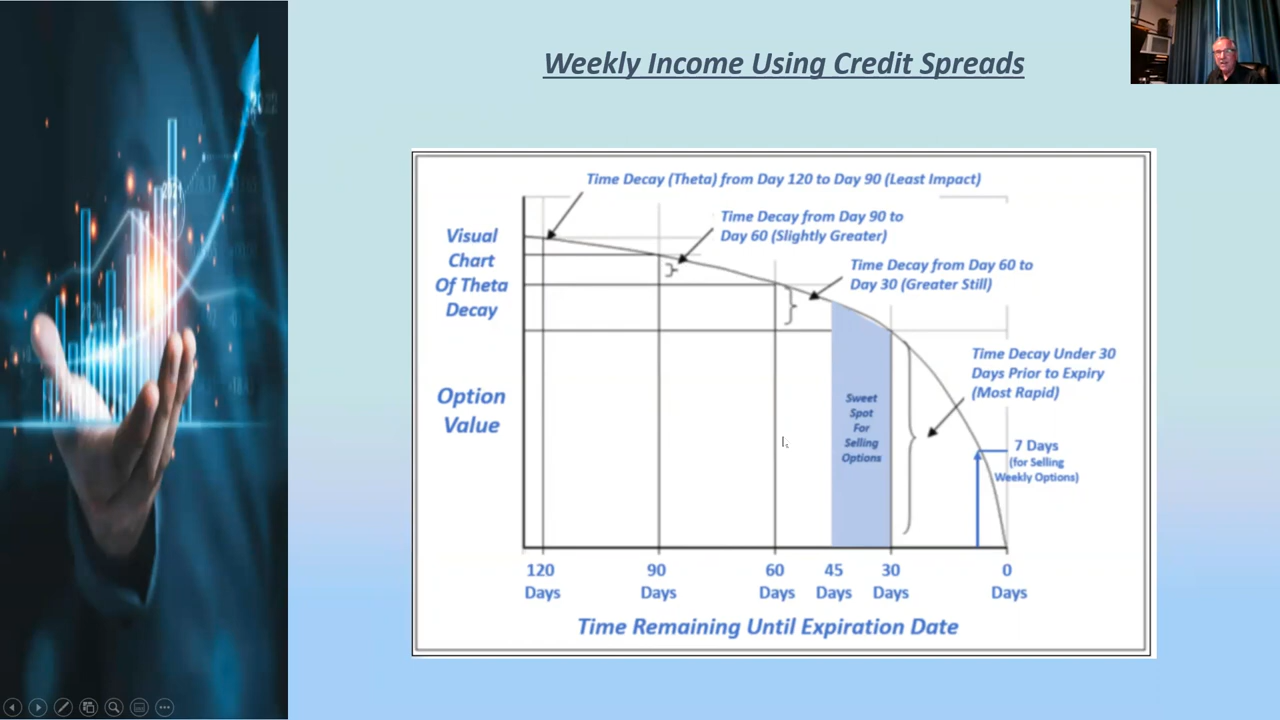 Weekly Income Using Credit Spreads
Time Decay (Theta) from Day 120 to Day 90 (Least Impact)
Time Decay from Day 90 to
Day 60 (Slightly Greater)
Visual
Chart
Of Theta
Decay
Time Decay from Day 60 to
Day 30 (Greater Still)
Time Decay Under 30
Days Prior to Expiry
(Most Rapid)
Option
Value
Sweet
Spot
For
Selling
Options
7 Days
(for Selling
Weekly Options)
120 Days
90 Days
60 Days
45 Days
30 Days
0 Days
Time Remaining Until Expiration Date